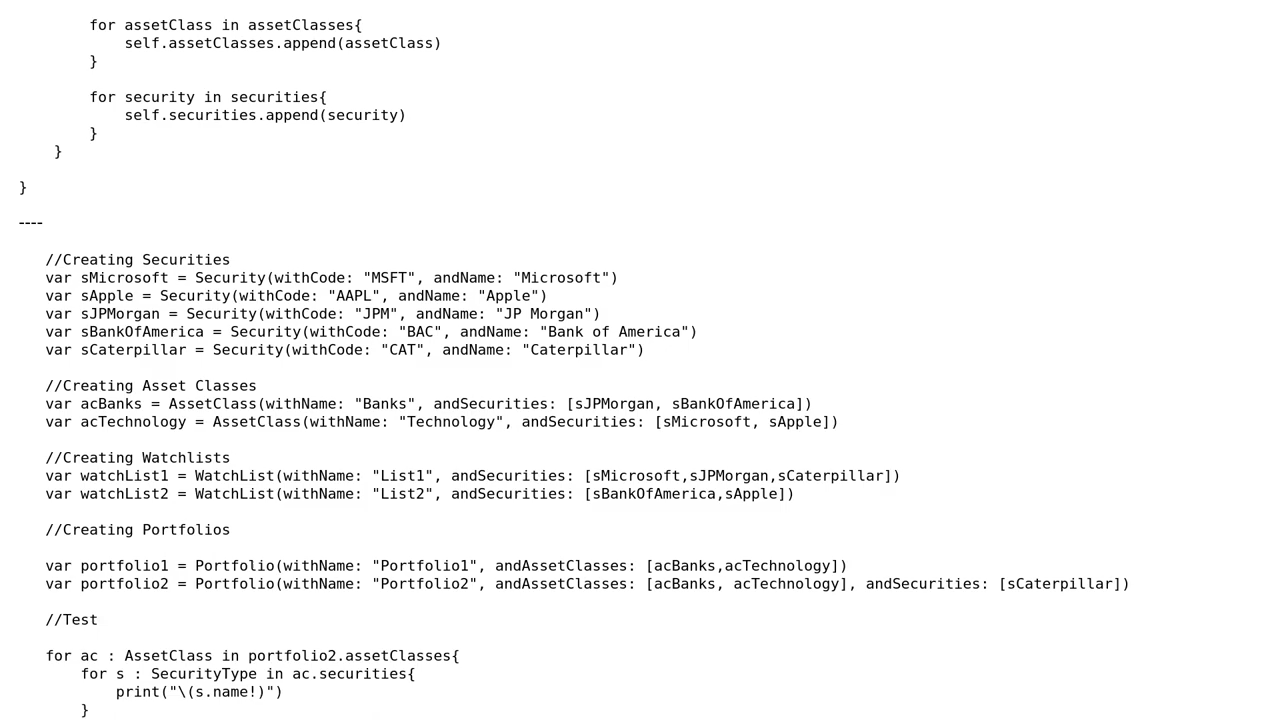 for assetClass in assetClasses{
self.assetClasses.append(assetClass)
}
for security in securities{
self.securities.append(security)
}
}
}
----
//Creating Securities
var sMicrosoft = Security(withCode: "MSFT", andName: "Microsoft")
var sApple = Security(withCode: "AAPL", andName: "Apple")
var sJPMorgan = Security(withCode: "JPM", andName: "JP Morgan")
var sBankOfAmerica = Security(withCode: "BAC", andName: "Bank of America")
var sCaterpillar = Security(withCode: "CAT", andName: "Caterpillar")
//Creating Asset Classes
var acBanks = AssetClass(withName: "Banks", andSecurities: [sJPMorgan, sBankOfAmerica])
var acTechnology = AssetClass(withName: "Technology", andSecurities: [sMicrosoft, sApple])
//Creating Watchlists
var watchList1 = WatchList(withName: "List1", andSecurities: [sMicrosoft,sJPMorgan,sCaterpillar])
var watchList2 = WatchList(withName: "List2", andSecurities: [sBankOfAmerica,sApple])
//Creating Portfolios
var portfolio1 = Portfolio(withName: "Portfolio1", andAssetClasses: [acBanks,acTechnology])
var portfolio2 = Portfolio(withName: "Portfolio2", andAssetClasses: [acBanks, acTechnology], andSecurities: [sCaterpillar])
//Test
for ac : AssetClass in portfolio2.assetClasses{
for s : SecurityType in ac.securities{
print("\(s.name!)")
}